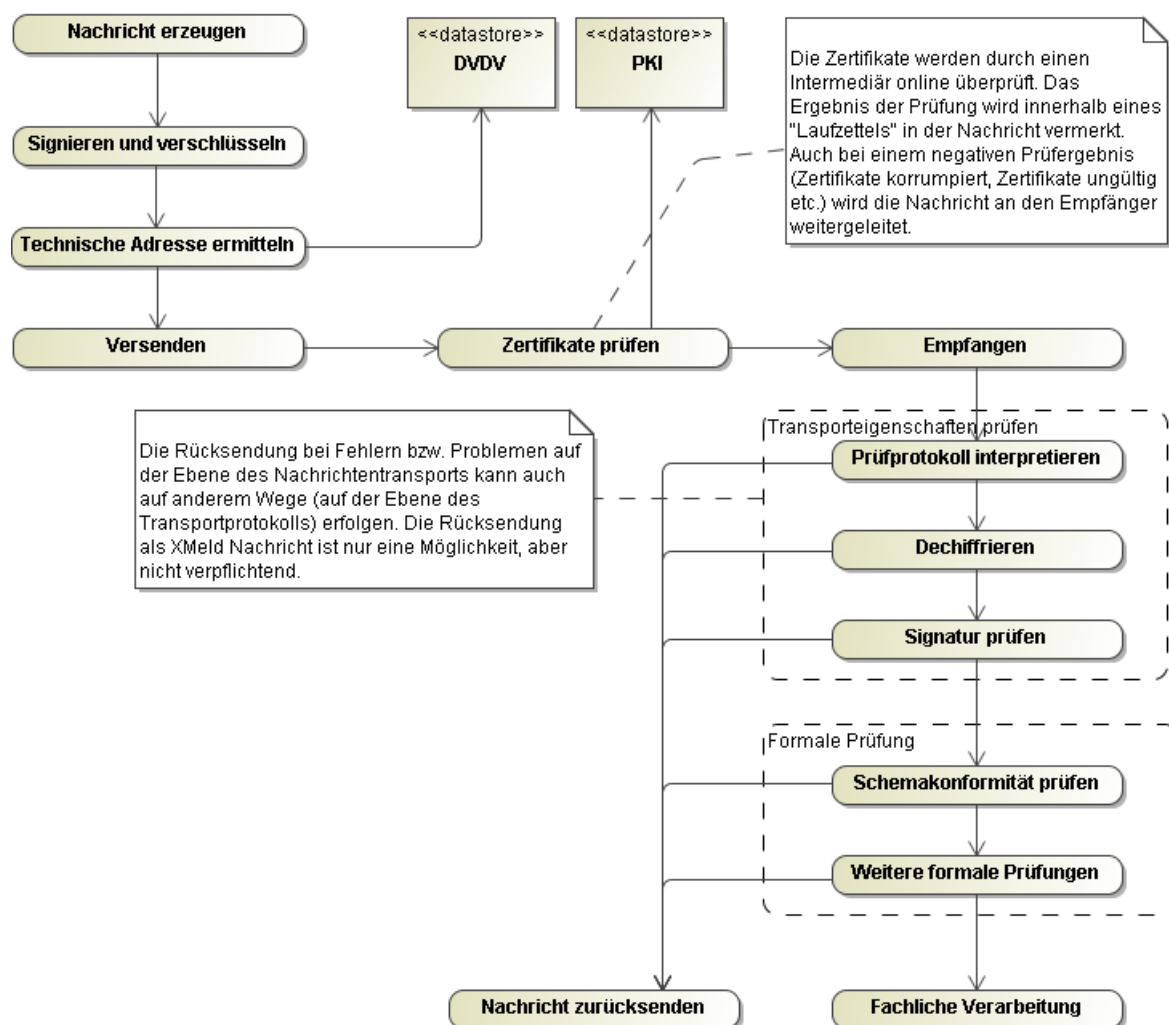 Nachricht erzeugen
<<datastore>>
DVDV
<<datastore>>
PKI
Die Zertifikate werden durch einen
Intermediär online überprüft. Das
Ergebnis der Prüfung wird innerhalb eines
"Laufzettels" in der Nachricht vermerkt.
Auch bei einem negativen Prüfergebnis
(Zertifikate korrumpiert, Zertifikate ungültig
etc.) wird die Nachricht an den Empfänger
weitergeleitet.
Signieren und verschlüsseln
Technische Adresse ermitteln
Versenden
Zertifikate prüfen
Empfangen
Die Rücksendung bei Fehlern bzw. Problemen auf
der Ebene des Nachrichtentransports kann auch
auf anderem Wege (auf der Ebene des
Transportprotokolls) erfolgen. Die Rücksendung
als XMeld Nachricht ist nur eine Möglichkeit, aber
nicht verpflichtend.
Transporteigenschaften prüfen
Prüfprotokoll interpretieren
Dechiffrieren
Signatur prüfen
Formale Prüfung
Schemakonformität prüfen
Weitere formale Prüfungen
Nachricht zurücksenden
Fachliche Verarbeitung